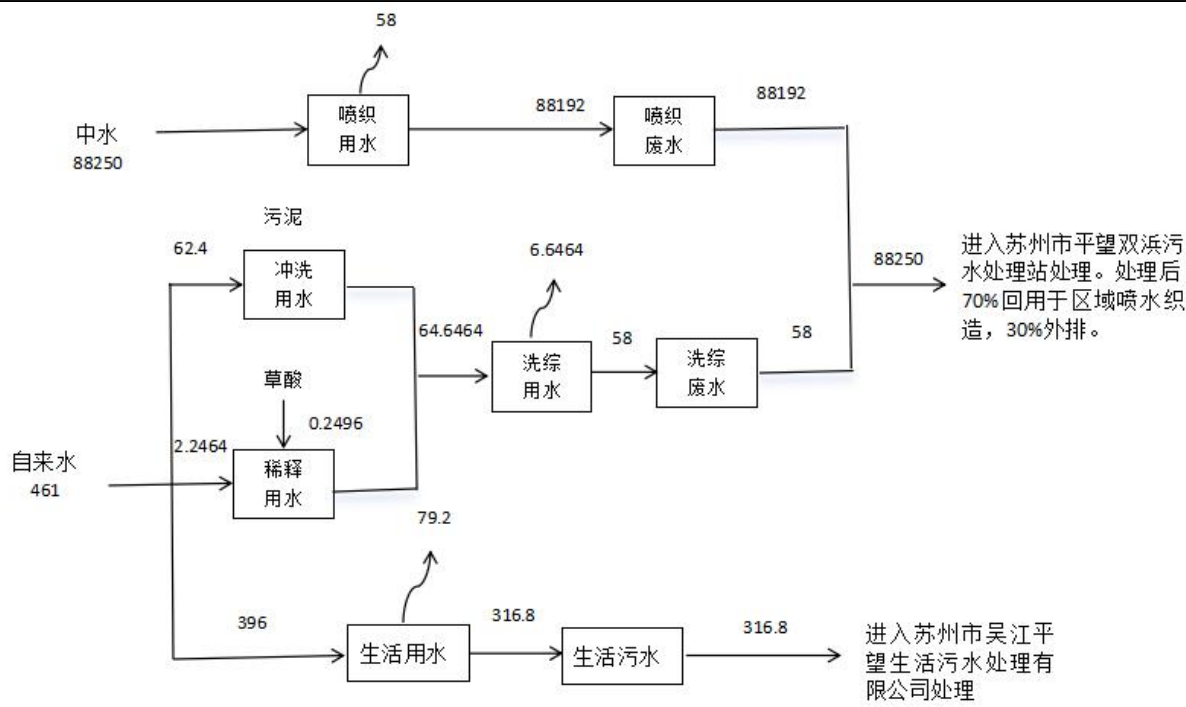 58
88192
88192
喷织
用水
喷织
废水
中水
88250
污泥
62.4
冲洗
用水
6.6464
88250
进入苏州市平望双浜污
水处理站处理。处理后
70%回用于区域喷水织
造，30%外排。
64.6464
58
58
洗综
用水
洗综
废水
草酸
0.2496
2.2464
自来水
461
稀释
用水
79.2
396
316.8
316.8
生活用水
生活污水
进入苏州市吴江平
望生活污水处理有
限公司处理